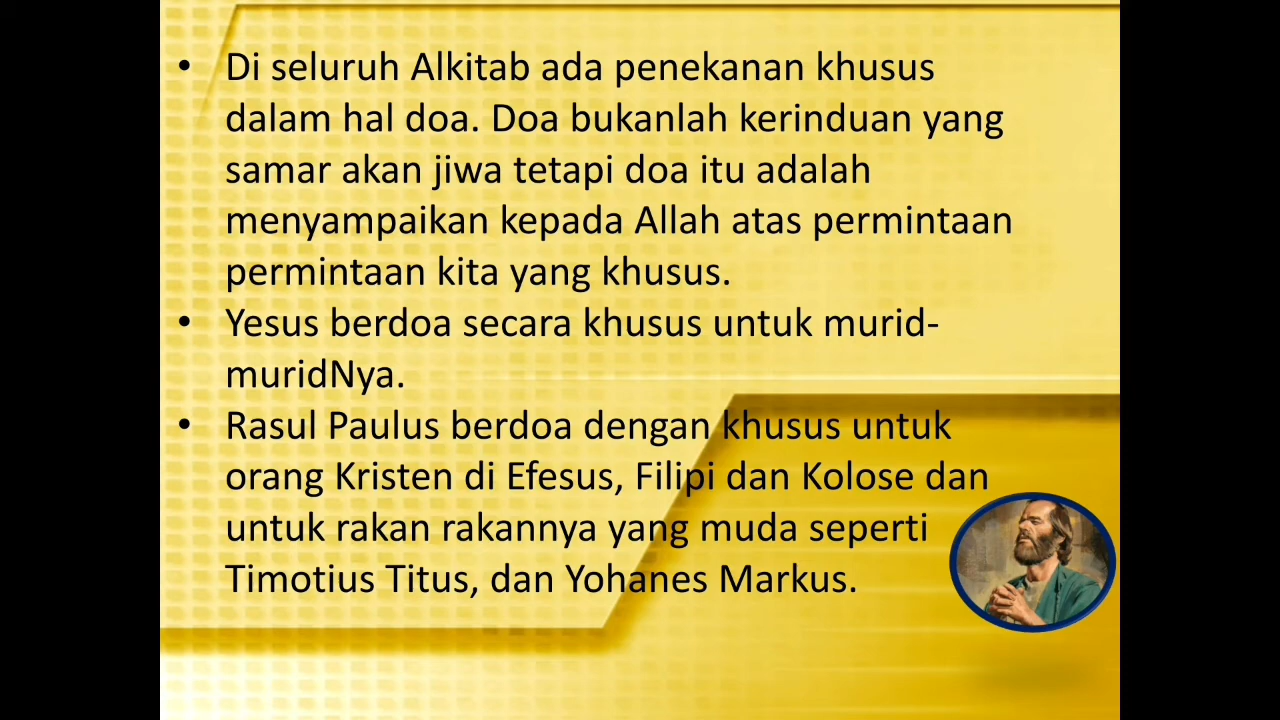 • Di seluruh Alkitab ada penekanan khusus
dalam hal doa. Doa bukanlah kerinduan yang
samar akan jiwa tetapi doa itu adalah
menyampaikan kepada Allah atas permintaan
permintaan kita yang khusus.
• Yesus berdoa secara khusus untuk murid-
muridNya.
• Rasul Paulus berdoa dengan khusus untuk
orang Kristen di Efesus, Filipi dan Kolose dan
untuk rakan rakannya yang muda seperti
Timotius Titus, dan Yohanes Markus.